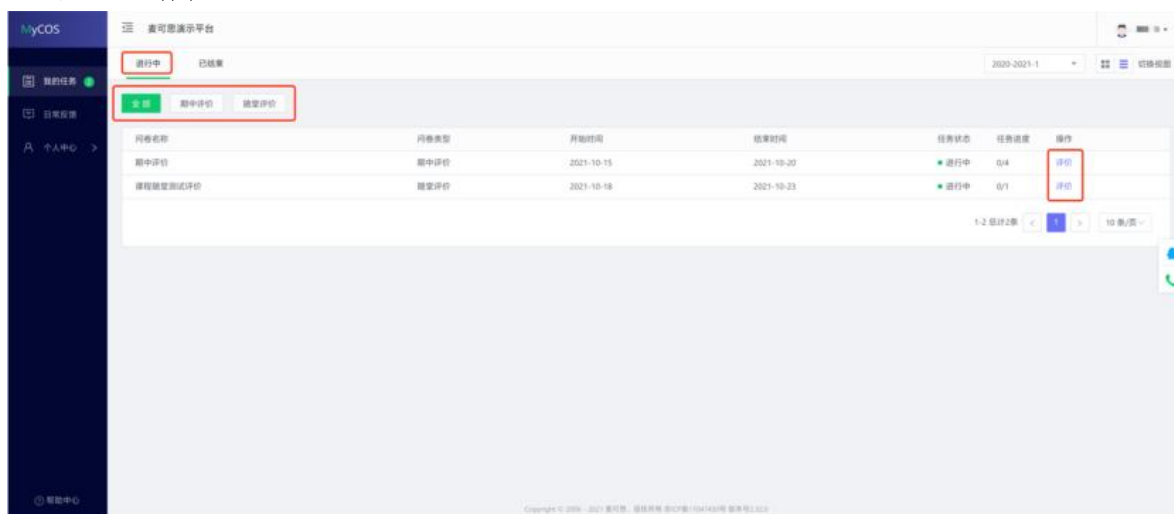 MyCOS
麦可思演示平台
进行中 已结束
2020-2021-1
切换视图
我的任务
日常反馈
个人中心
全部 期中评价 随堂评价
问卷名称 问卷类型 开始时间 结束时间 任务状态 任务进度 操作
期中评价 期中评价 2021-10-15 2021-10-20 进行中 0/4 评价
课程随堂测试评价 随堂评价 2021-10-18 2021-10-23 进行中 0/1 评价
1-2 总计2条 < 1 > 10 条/页
帮助中心